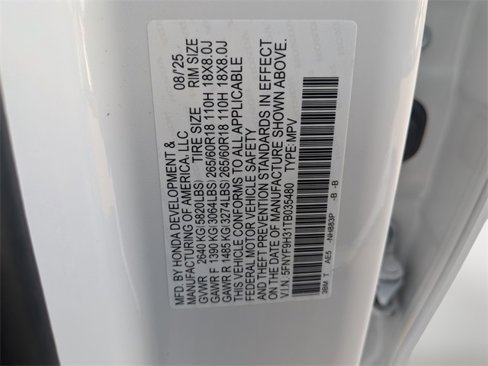 MFD. BY HONDA DEVELOPMENT & 08/'25
MANUFACTURING OF AMERICA, LLC
TIRE SIZE RIM SIZE
GVWR 2640 KG (5820LBS)
GAWR F 1390 KG (3064LBS) 265/60R18 110H 18X8.0J
GAWR R 1485 KG (3274LBS) 265/60R18 110H 18X8.0J
THIS VEHICLE CONFORMS TO ALL APPLICABLE
FEDERAL MOTOR VEHICLE SAFETY
AND THEFT PREVENTION STANDARDS IN EFFECT
ON THE DATE OF MANUFACTURE SHOWN ABOVE.
V.I.N. 5FNYF9H31TB035480 TYPE:MPV
3BM T AE5 -NH883P -B -B